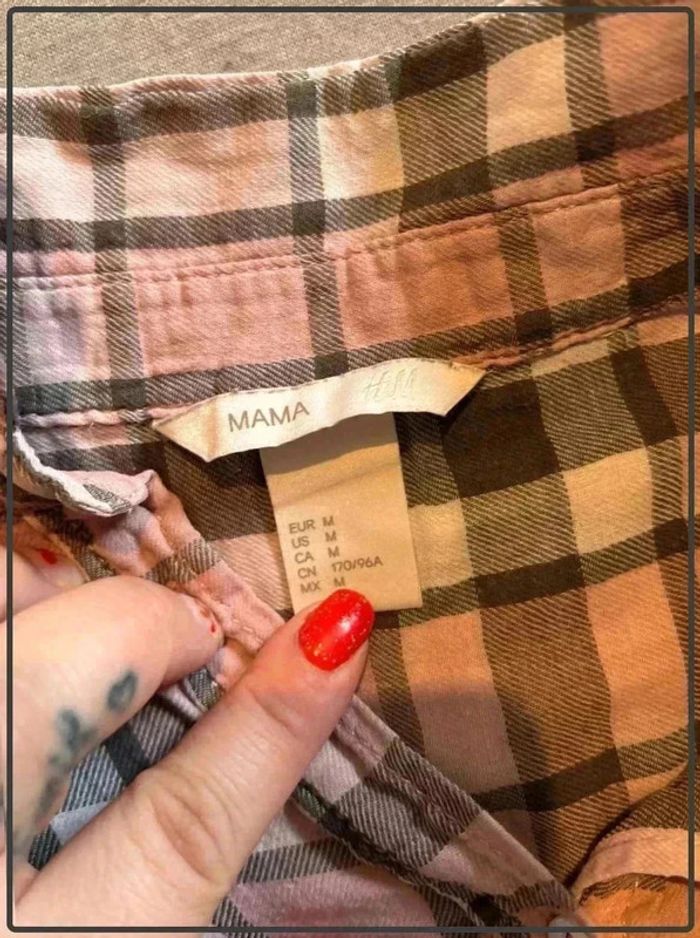 MAMA H&M
EUR M
US M
CA M
CN 170/96A
MX M